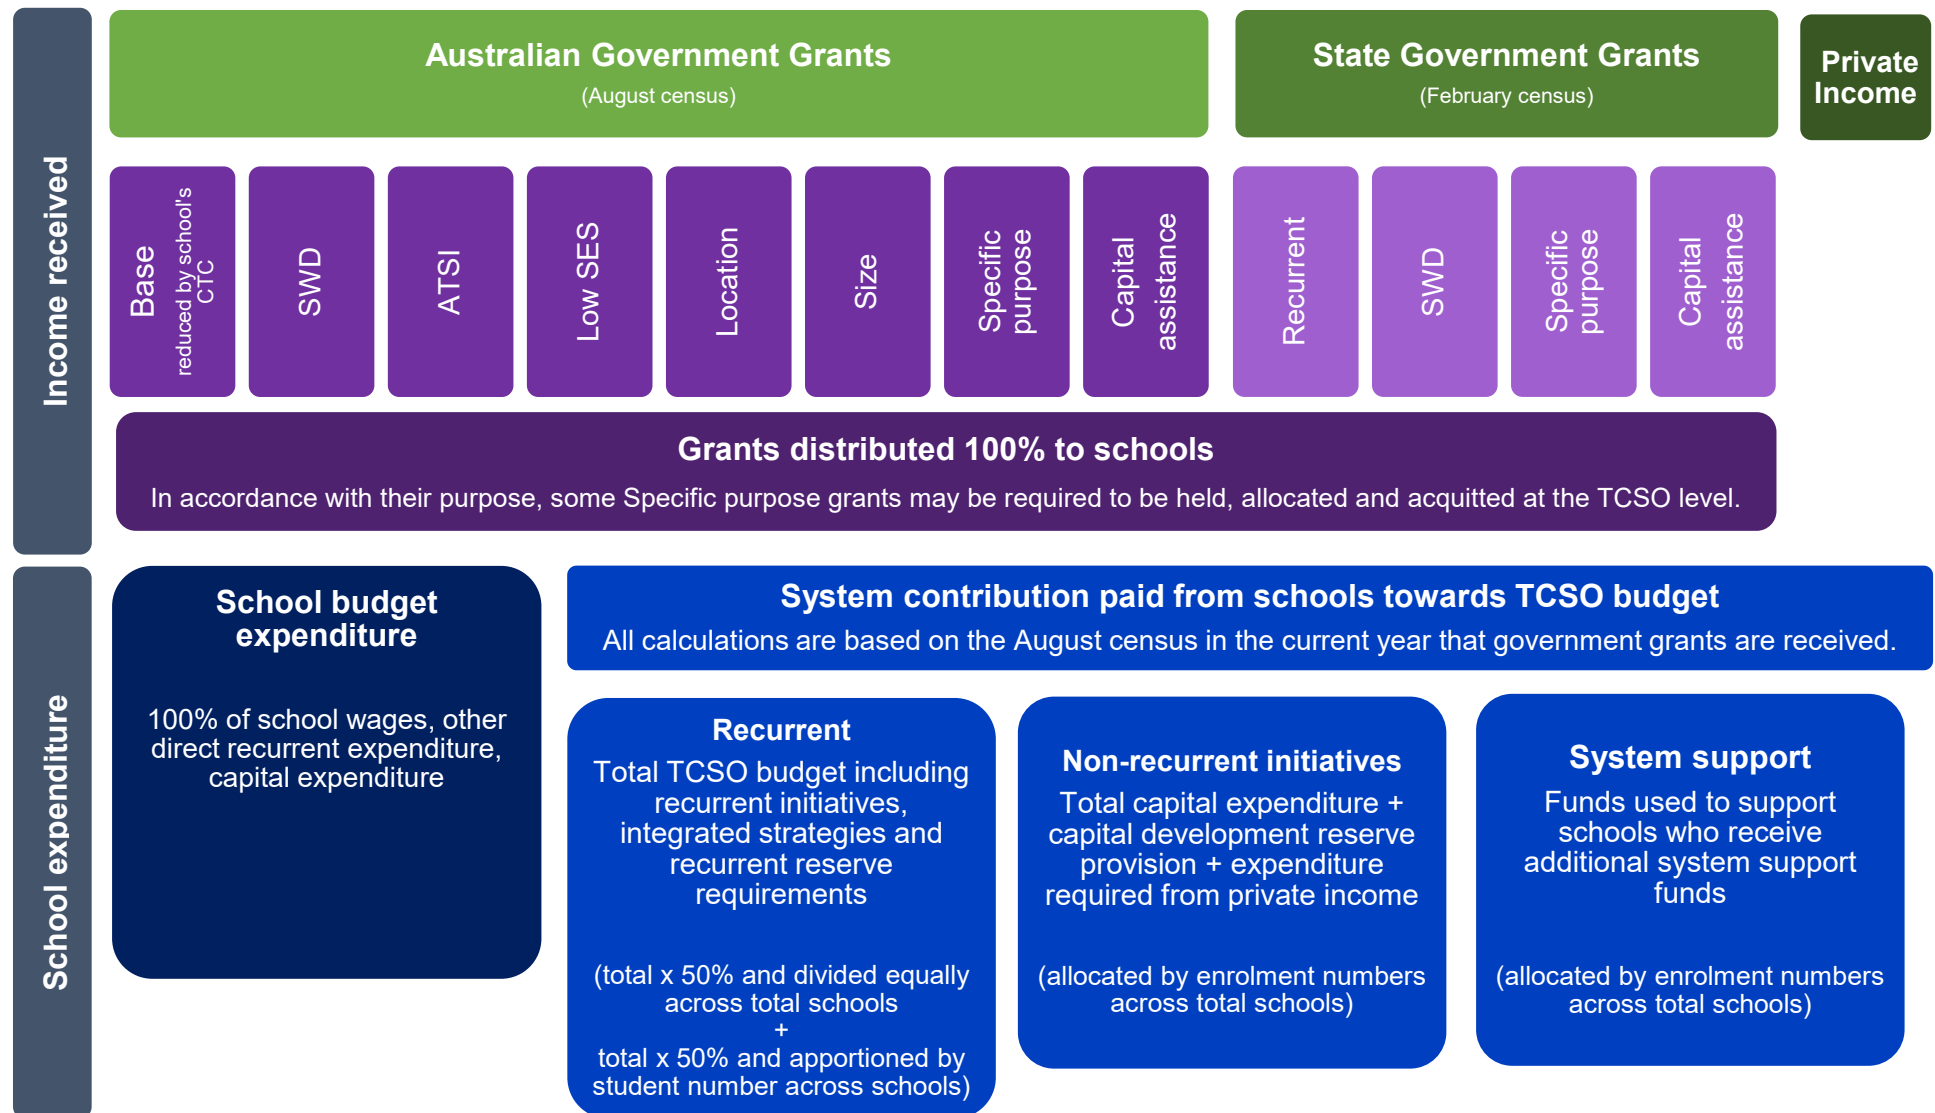 Income received
Australian Government Grants
(August census)
State Government Grants
(February census)
Private
Income
Base
reduced by school's
CTC
SWD
ATSI
Low SES
Location
Size
Specific
purpose
Capital
assistance
Recurrent
SWD
Specific
purpose
Capital
assistance
Grants distributed 100% to schools
In accordance with their purpose, some Specific purpose grants may be required to be held, allocated and acquitted at the TCSO level.
School expenditure
School budget
expenditure
100% of school wages, other
direct recurrent expenditure,
capital expenditure
System contribution paid from schools towards TCSO budget
All calculations are based on the August census in the current year that government grants are received.
Recurrent
Total TCSO budget including
recurrent initiatives,
integrated strategies and
recurrent reserve
requirements
(total x 50% and divided equally
across total schools
+
total x 50% and apportioned by
student number across schools)
Non-recurrent initiatives
Total capital expenditure +
capital development reserve
provision + expenditure
required from private income
(allocated by enrolment numbers
across total schools)
System support
Funds used to support
schools who receive
additional system support
funds
(allocated by enrolment numbers
across total schools)